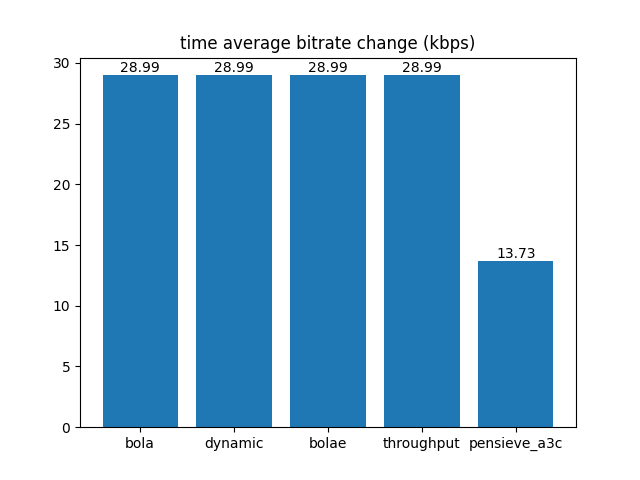 time average bitrate change (kbps)
28.99 28.99 28.99 28.99
13.73
30
25
20
15
10
5
0
bola dynamic bolae throughput pensieve_a3c